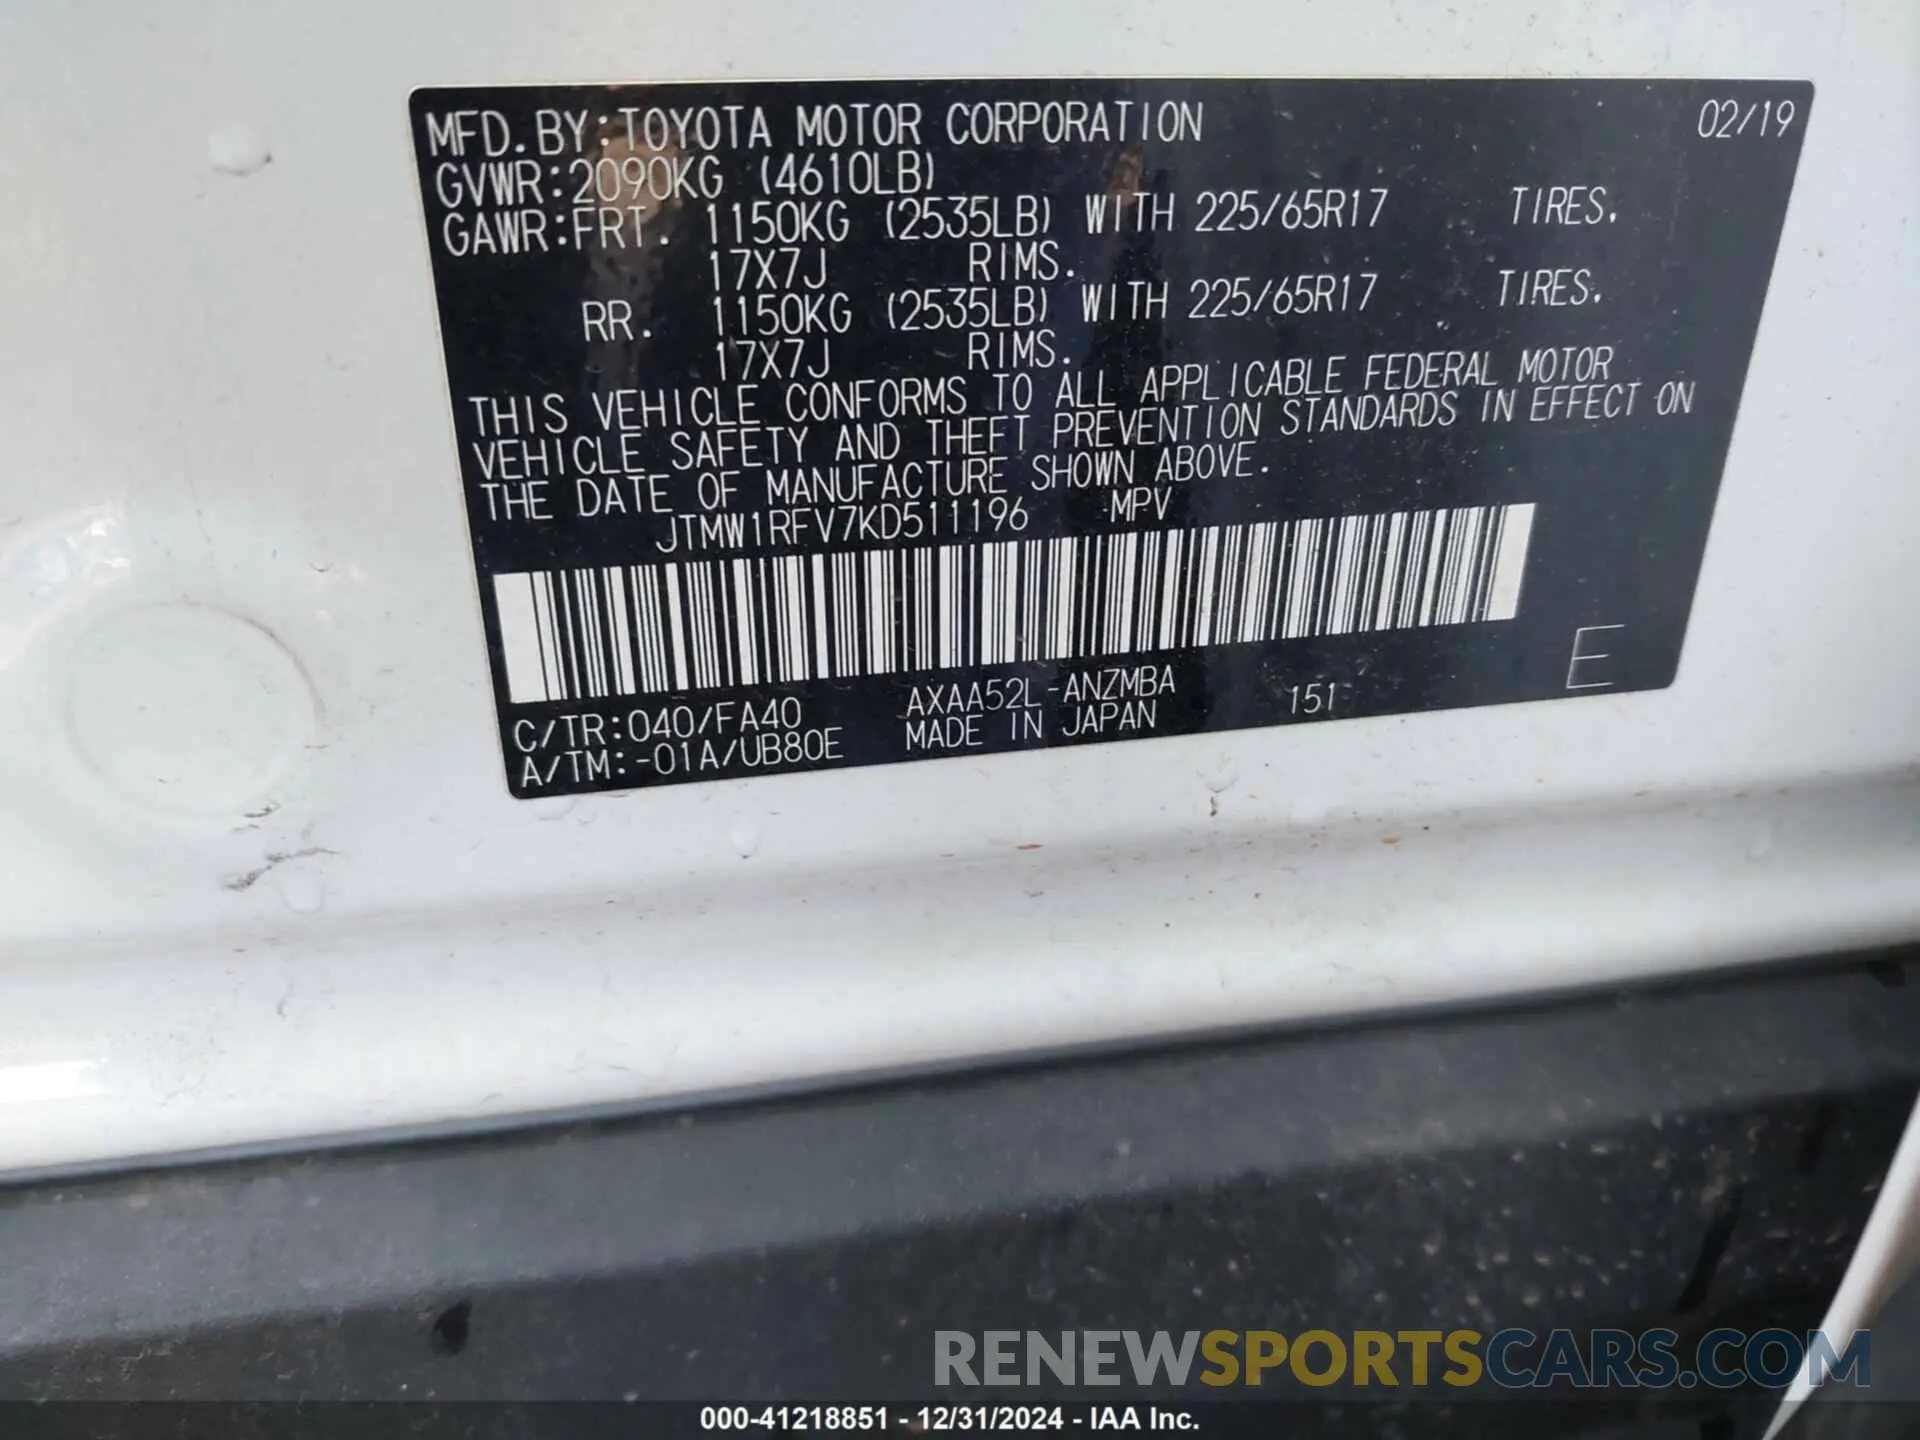 MFD.BY:TOYOTA MOTOR CORPORATION 02/19
GVWR:2090KG (4610LB)
GAWR:FRT. 1150KG (2535LB) WITH 225/65R17 TIRES.
17X7J RIMS.
RR. 1150KG (2535LB) WITH 225/65R17 TIRES.
17X7J RIMS.
THIS VEHICLE CONFORMS TO ALL APPLICABLE FEDERAL MOTOR
VEHICLE SAFETY AND THEFT PREVENTION STANDARDS IN EFFECT ON
THE DATE OF MANUFACTURE SHOWN ABOVE.
JTMW1RFV7KD511196 MPV
C/TR:040/FA40 AXAA52L-ANZMBA 151 E
A/TM:-01A/UB80E MADE IN JAPAN
RENEWSPORTSCARS.COM
000-41218851 - 12/31/2024 - IAA Inc.